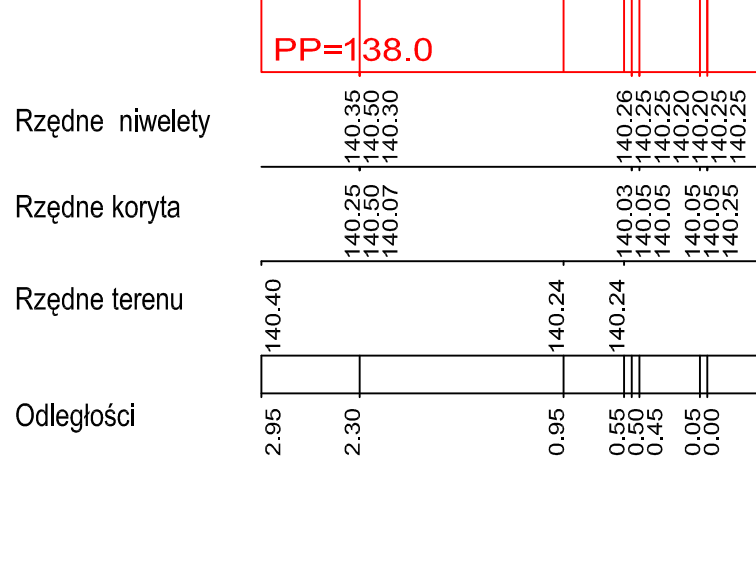 PP=138.0
Rzędne niwelety 140.35 140.50 140.30 140.26 140.25 140.25 140.20 140.20 140.25 140.25
Rzędne koryta 140.25 140.50 140.07 140.03 140.05 140.05 140.05 140.05 140.25
Rzędne terenu 140.40 140.24 140.24
Odległości 2.95 2.30 0.95 0.55 0.50 0.45 0.05 0.00